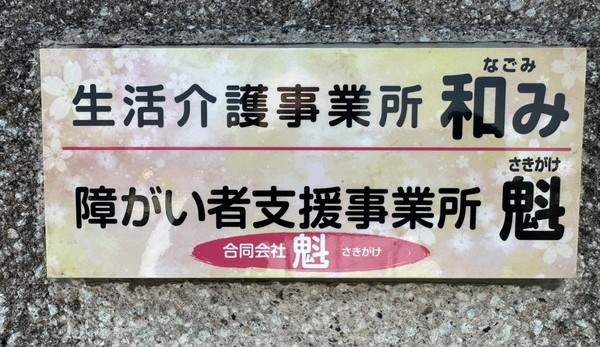 なごみ
生活介護事業所 和み
さきがけ
障がい者支援事業所 魁
合同会社 魁 さきがけ